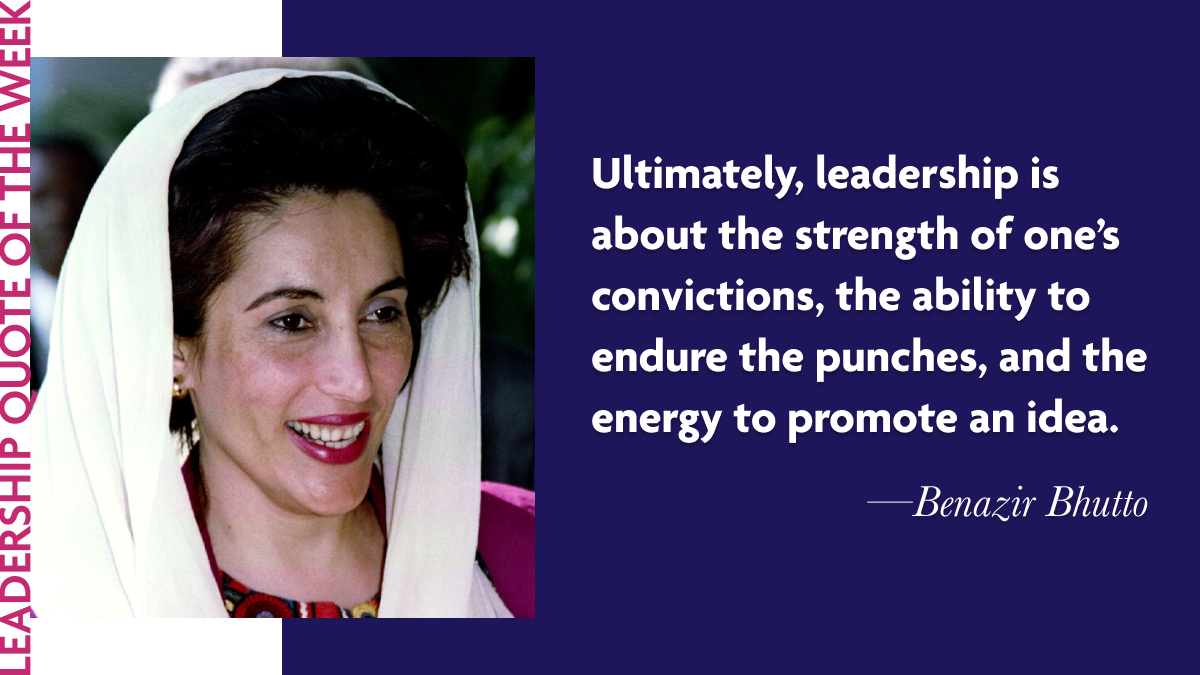 LEADERSHIP QUOTE OF THE WEEK
Ultimately, leadership is
about the strength of one’s
convictions, the ability to
endure the punches, and the
energy to promote an idea.
—Benazir Bhutto